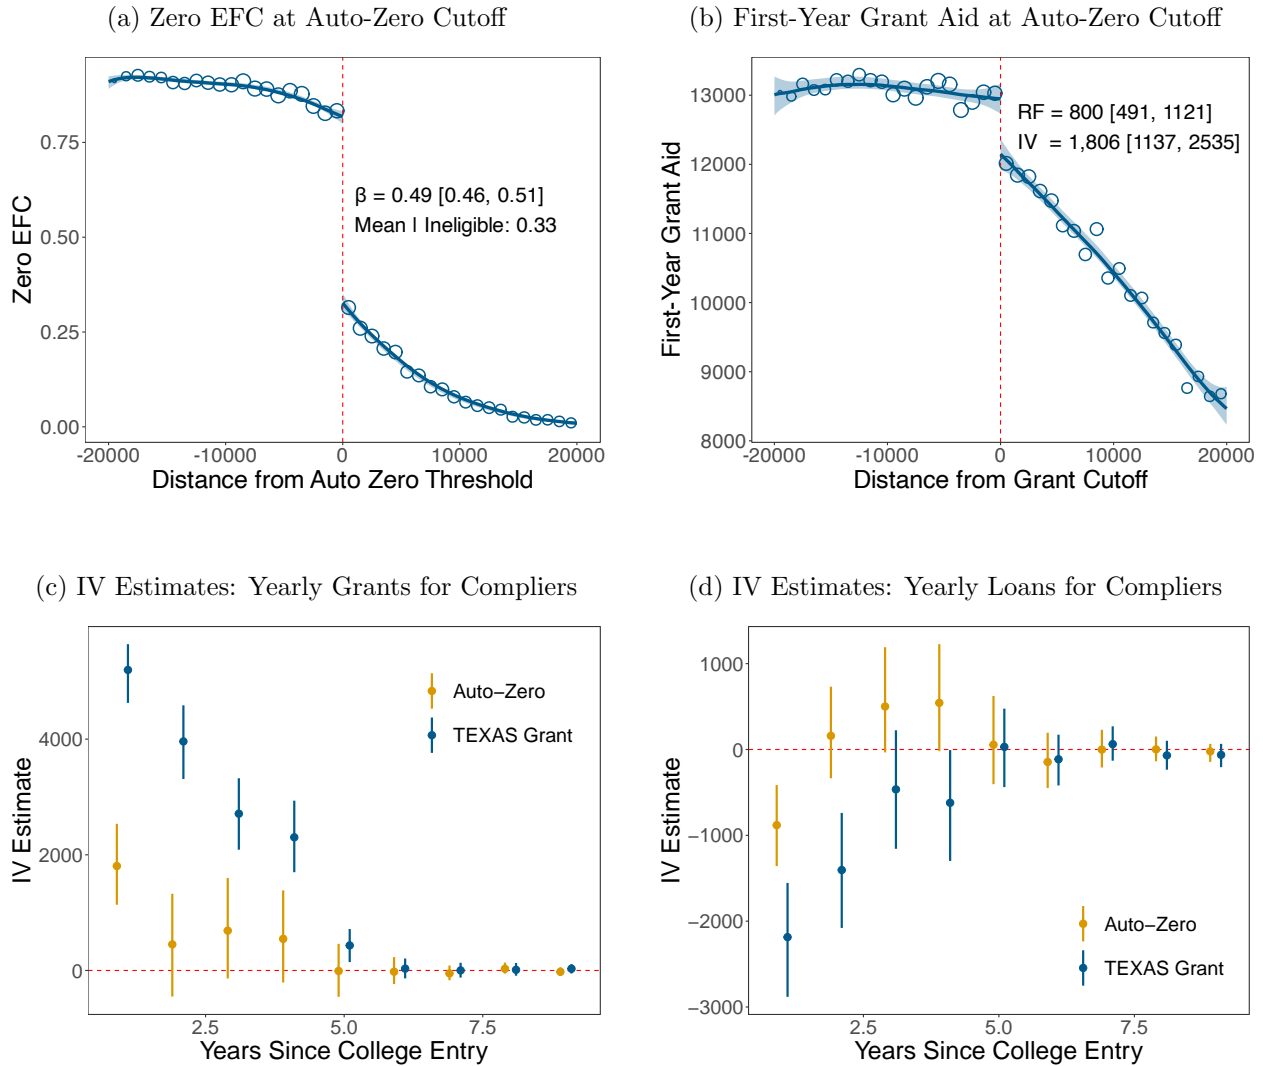 (a) Zero EFC at Auto-Zero Cutoff
Zero EFC
0.75
0.50
0.25
0.00
β = 0.49 [0.46, 0.51]
Mean | Ineligible: 0.33
-20000 -10000 0 10000 20000
Distance from Auto Zero Threshold
(b) First-Year Grant Aid at Auto-Zero Cutoff
First-Year Grant Aid
13000
12000
11000
10000
9000
8000
RF = 800 [491, 1121]
IV = 1,806 [1137, 2535]
-20000 -10000 0 10000 20000
Distance from Grant Cutoff
(c) IV Estimates: Yearly Grants for Compliers
IV Estimate
4000
2000
0
Auto−Zero
TEXAS Grant
2.5 5.0 7.5
Years Since College Entry
(d) IV Estimates: Yearly Loans for Compliers
IV Estimate
1000
0
−1000
−2000
−3000
Auto−Zero
TEXAS Grant
2.5 5.0 7.5
Years Since College Entry